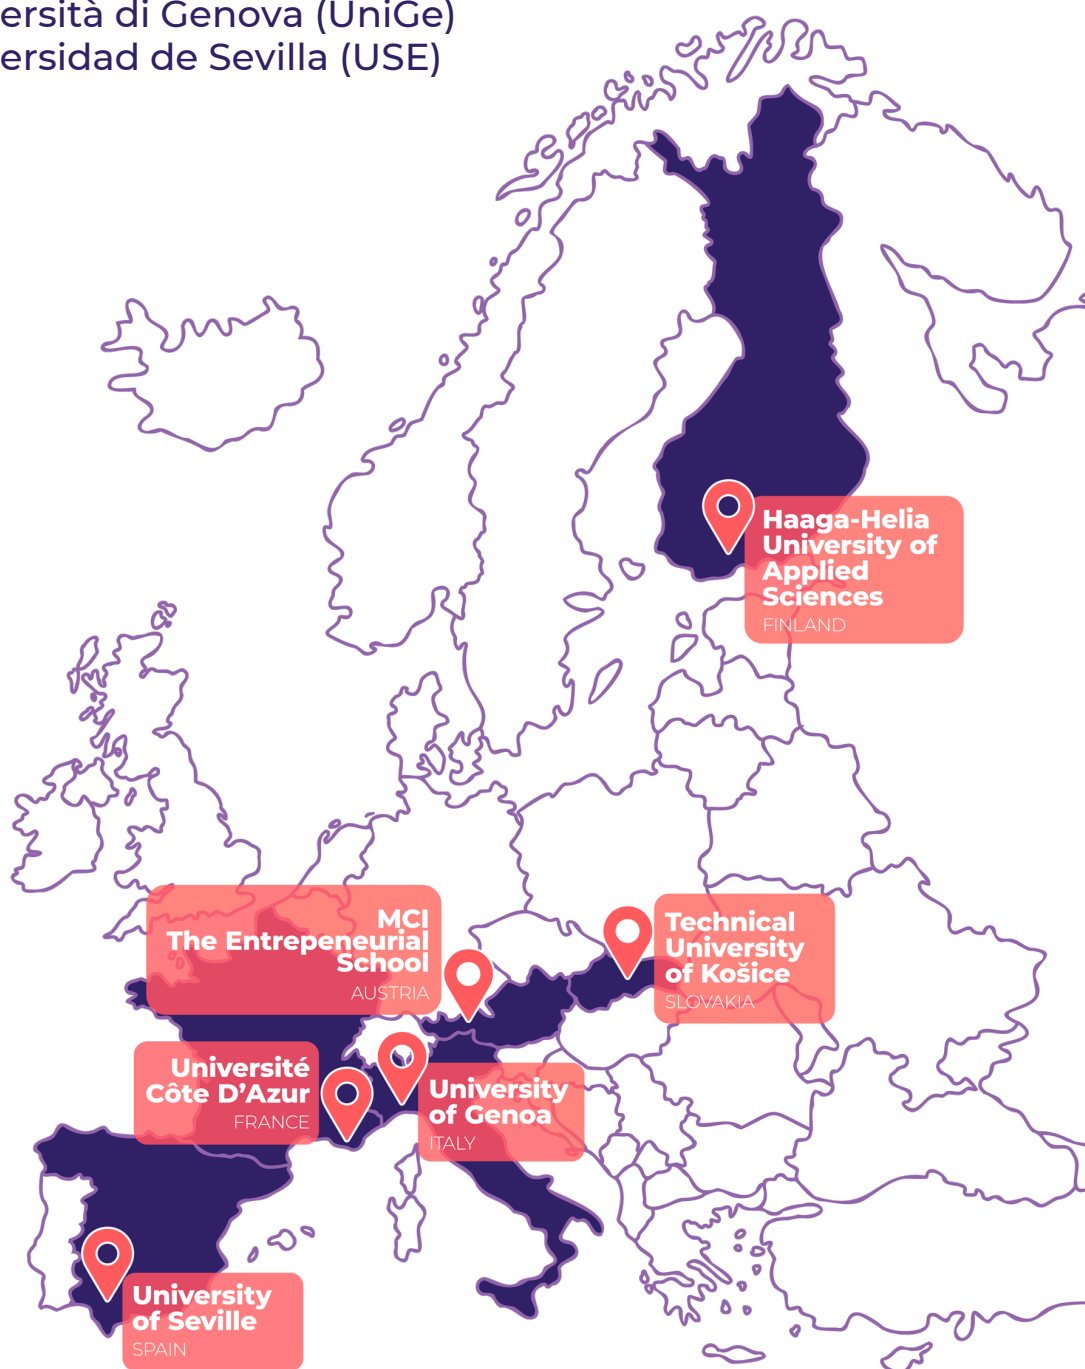 ersità di Genova (UniGe)
ersidad de Sevilla (USE)
Haaga-Helia
University of
Applied
Sciences
FINLAND
MCI
The Entrepeneurial
School
AUSTRIA
Technical
University
of Košice
SLOVAKIA
Université
Côte D’Azur
FRANCE
University
of Genoa
ITALY
University
of Seville
SPAIN